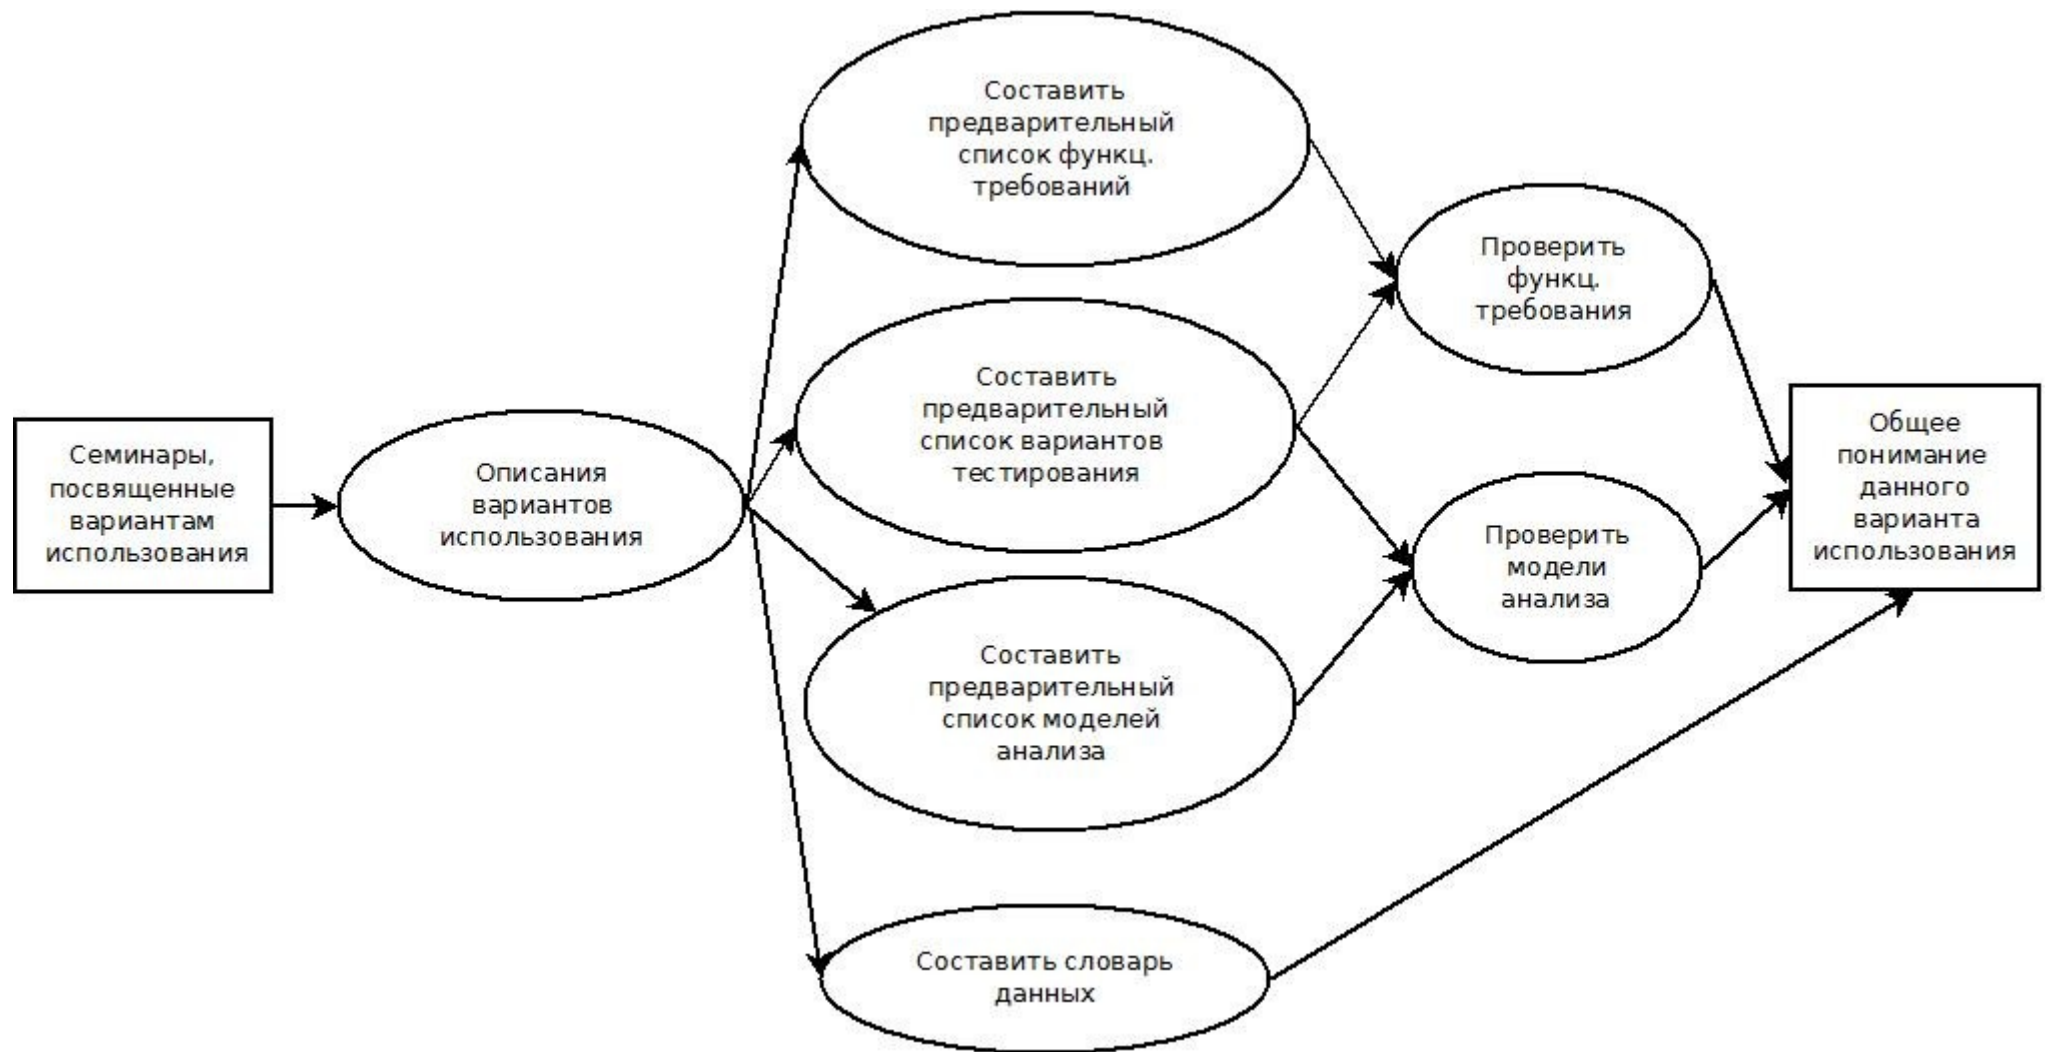 Семинары,
посвященные
вариантам
использования
Описания
вариантов
использования
Составить
предварительный
список функц.
требований
Составить
предварительный
список вариантов
тестирования
Составить
предварительный
список моделей
анализа
Составить словарь
данных
Проверить
функц.
требования
Проверить
модели
анализа
Общее
понимание
данного
варианта
использования